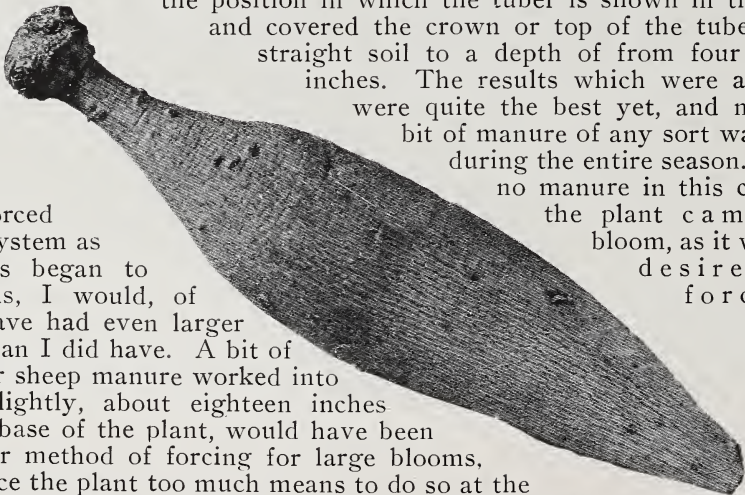 the position in which the tuber is shown in th
and covered the crown or top of the tube
straight soil to a depth of from four
inches. The results which were a
were quite the best yet, and n
bit of manure of any sort wa
during the entire season.
no manure in this c
the plant cam
bloom, as it w
desire
forc
orced
ystem as
s began to
s, I would, of
ave had even larger
an I did have. A bit of
r sheep manure worked into
lightly, about eighteen inches
base of the plant, would have been
r method of forcing for large blooms,
ce the plant too much means to do so at the